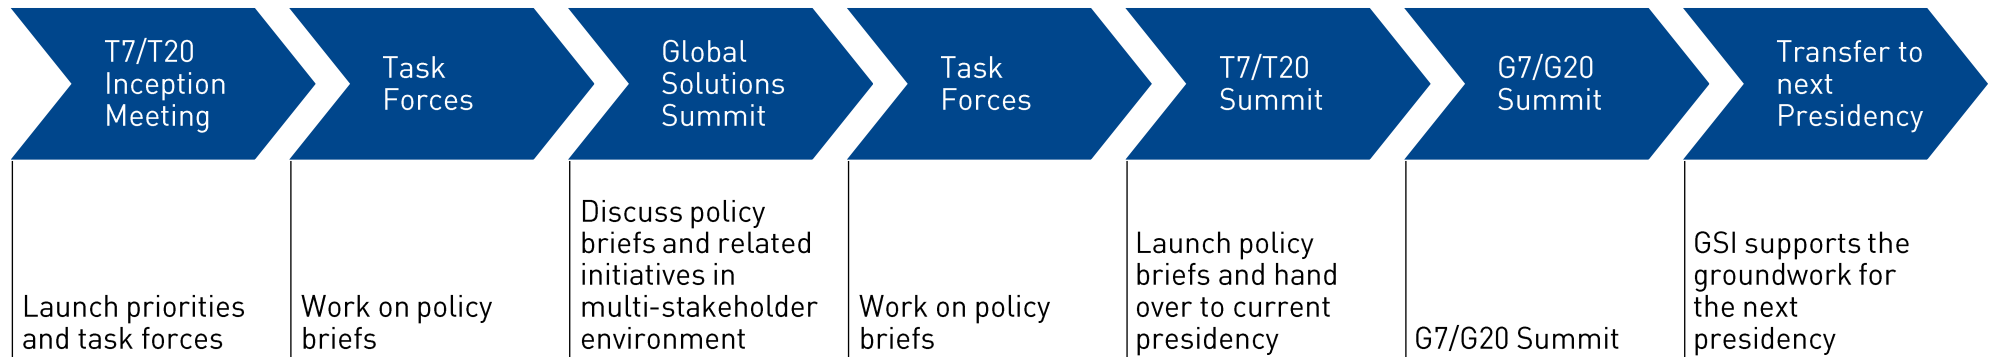 T7/T20
Inception
Meeting
Task
Forces
Global
Solutions
Summit
Task
Forces
T7/T20
Summit
G7/G20
Summit
Transfer to
next
Presidency
Launch priorities
and task forces
Work on policy
briefs
Discuss policy
briefs and related
initiatives in
multi-stakeholder
environment
Work on policy
briefs
Launch policy
briefs and hand
over to current
presidency
G7/G20 Summit
GSI supports the
groundwork for
the next
presidency